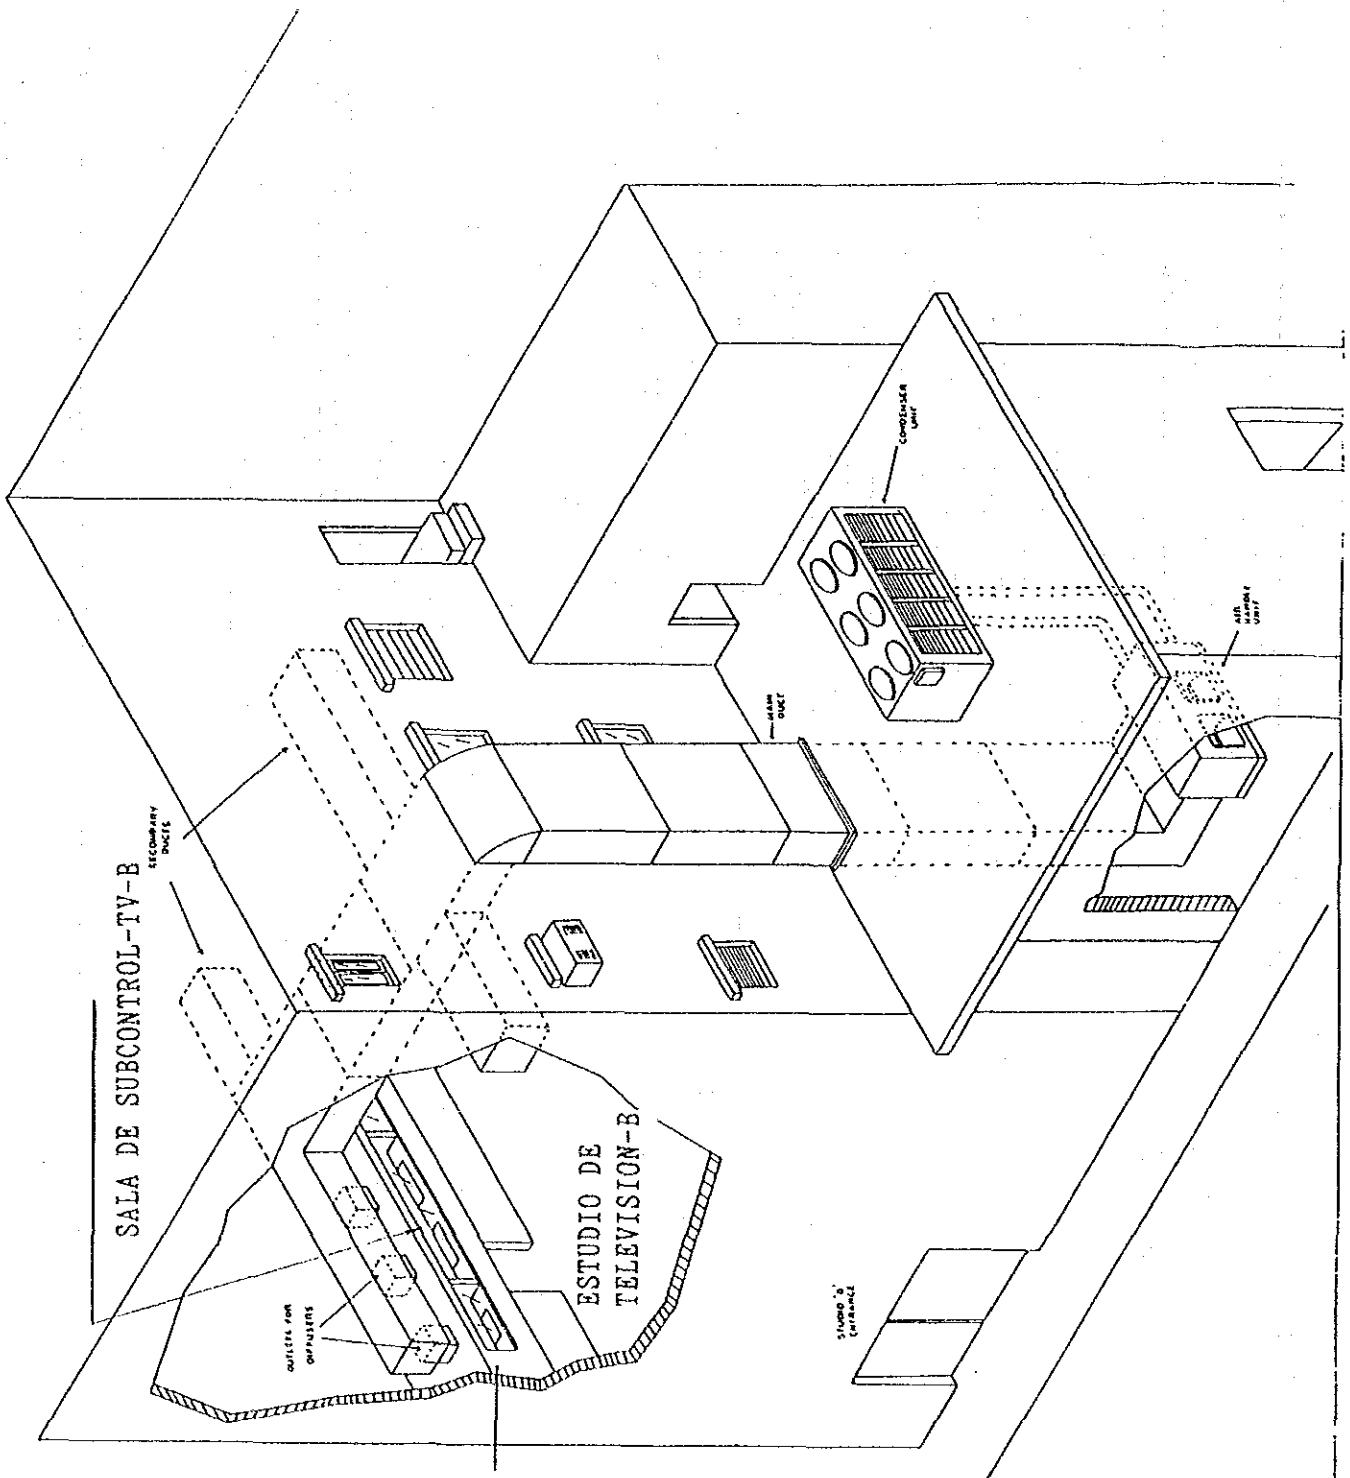 SALA DE SUBCONTROL-TV-B
SECONDARY
DUCTS
OUTLETS FOR
DIFFUSERS
ESTUDIO DE
TELEVISION-B
MAIN
DUCT
CONDENSER
UNIT
AIR
HANDLE
UNIT
STUDIO "B"
ENTRANCE